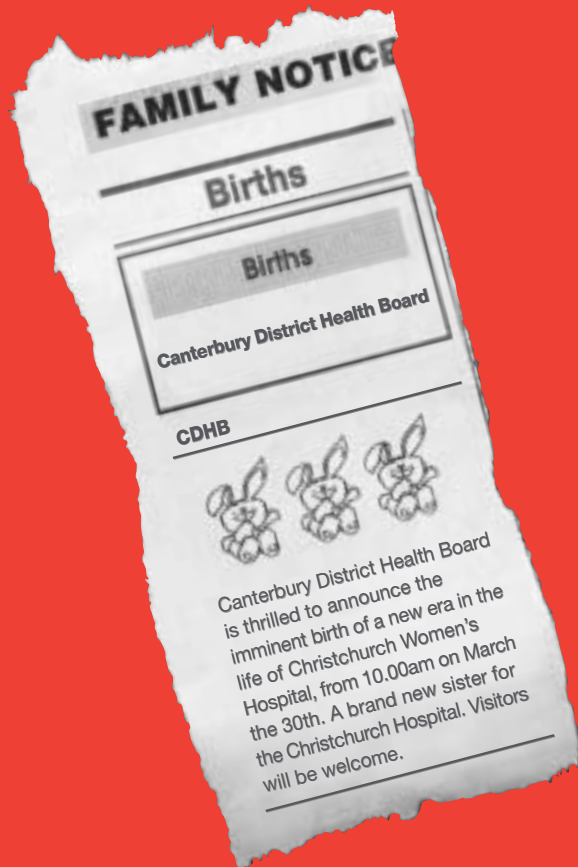 FAMILY NOTICE
Births
Births
Canterbury District Health Board
CDHB
Canterbury District Health Board
is thrilled to announce the
imminent birth of a new era in the
life of Christchurch Women's
Hospital, from 10.00am on March
the 30th. A brand new sister for
the Christchurch Hospital. Visitors
will be welcome.